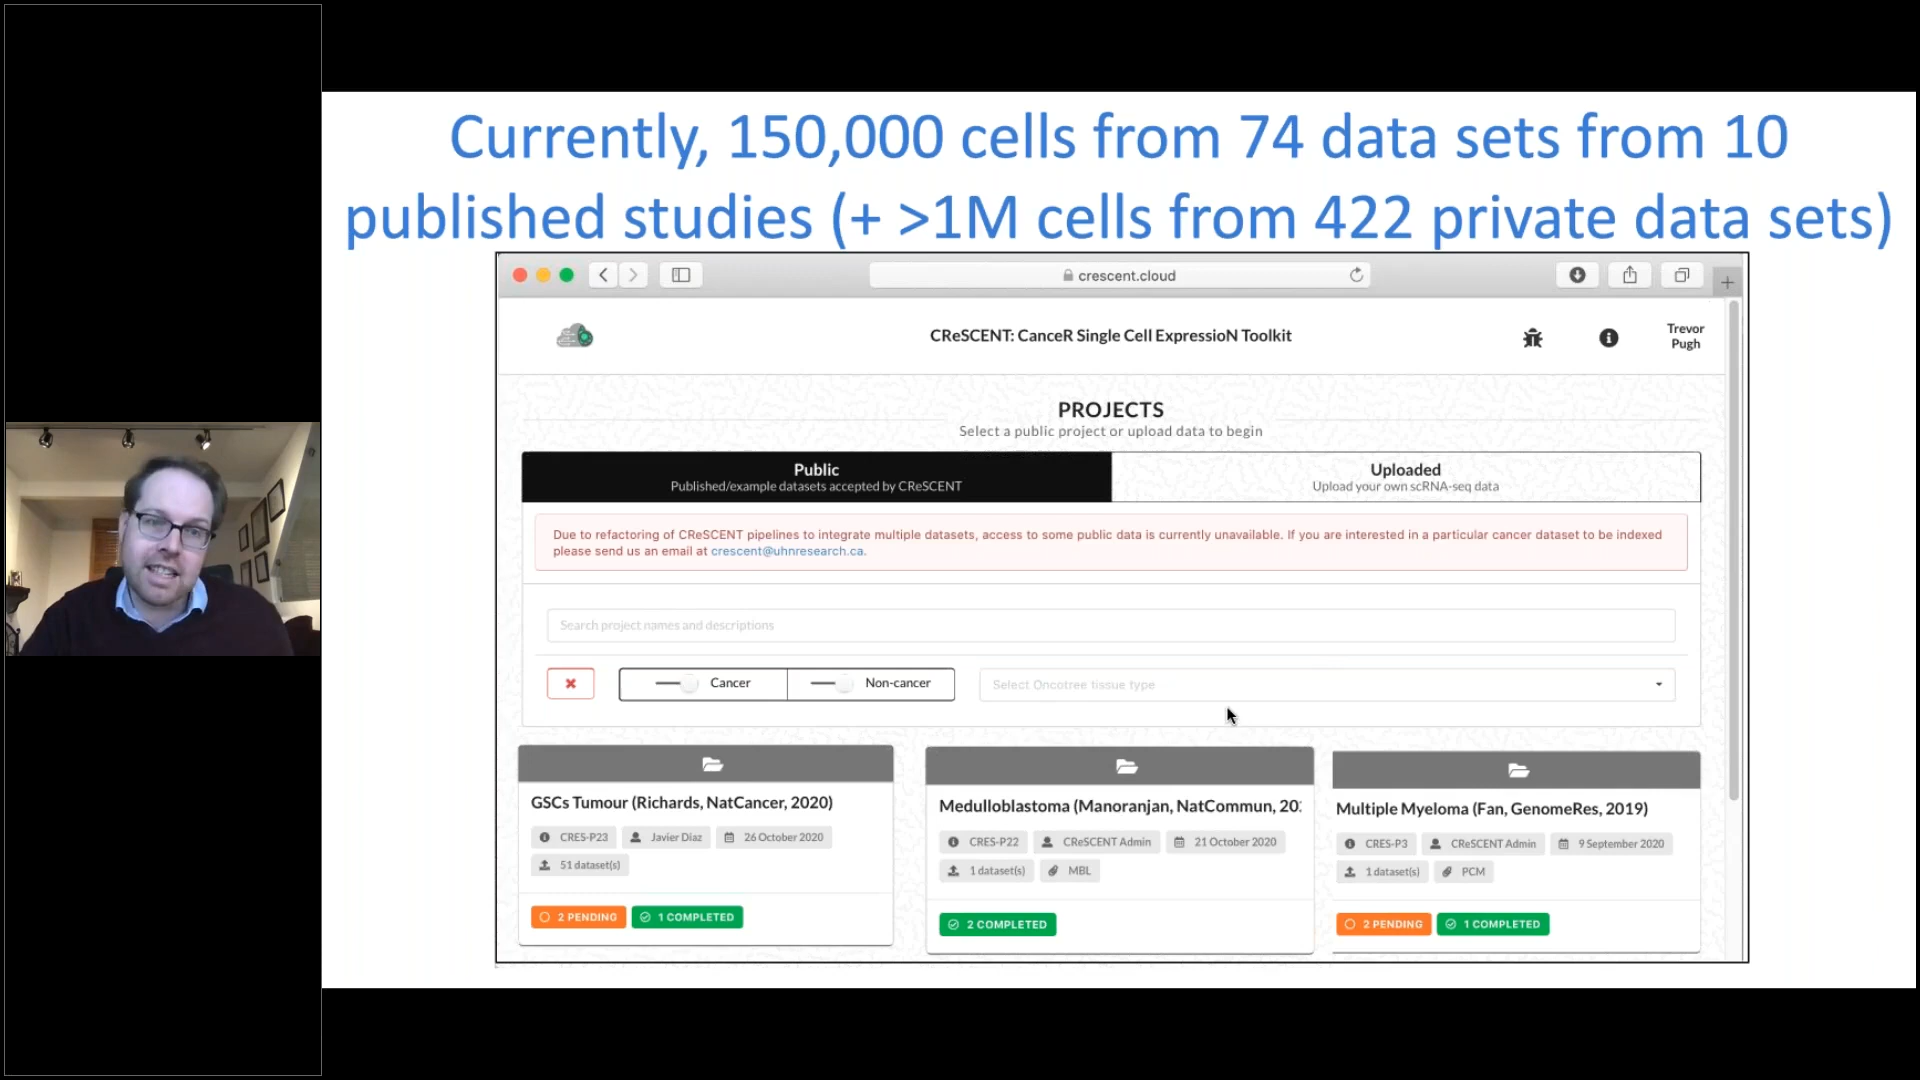 Currently, 150,000 cells from 74 data sets from 10
published studies (+ >1M cells from 422 private data sets)
crescent.cloud
CReSCENT: CanceR Single Cell ExpressioN Toolkit
Trevor
Pugh
PROJECTS
Select a public project or upload data to begin
Public
Published/example datasets accepted by CReSCENT
Uploaded
Upload your own scRNA-seq data
Due to refactoring of CReSCENT pipelines to integrate multiple datasets, access to some public data is currently unavailable. If you are interested in a particular cancer dataset to be indexed
please send us an email at crescent@uhnresearch.ca.
Search project names and descriptions
Cancer
Non-cancer
Select Oncotree tissue type
GSCs Tumour (Richards, NatCancer, 2020)
CRES-P23
Javier Diaz
26 October 2020
51 dataset(s)
2 PENDING
1 COMPLETED
Medulloblastoma (Manoranjan, NatCommun, 20
CRES-P22
CReSCENT Admin
21 October 2020
1 dataset(s)
MBL
2 COMPLETED
Multiple Myeloma (Fan, GenomeRes, 2019)
CRES-P3
CReSCENT Admin
9 September 2020
1 dataset(s)
PCM
2 PENDING
1 COMPLETED